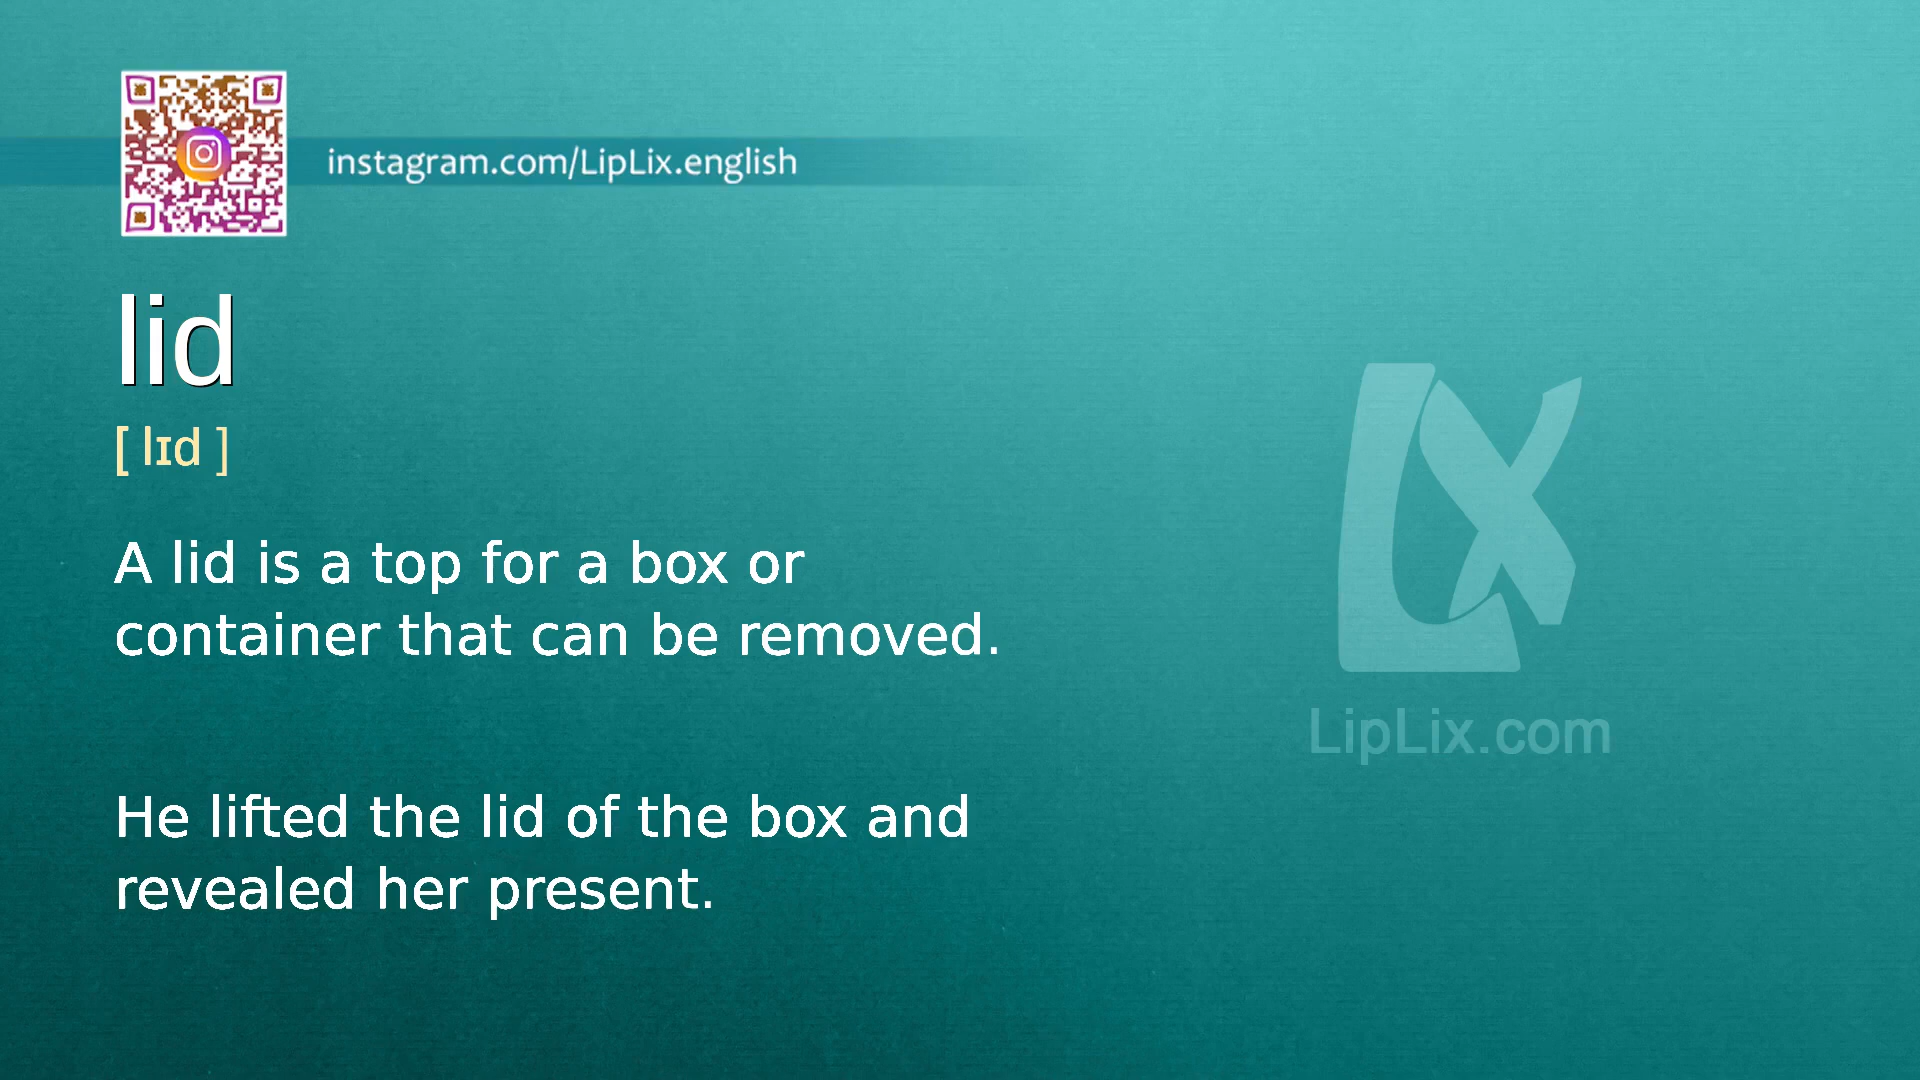 instagram.com/LipLix.english
lid
[ lɪd ]
A lid is a top for a box or
container that can be removed.
He lifted the lid of the box and
revealed her present.
LX
LipLix.com